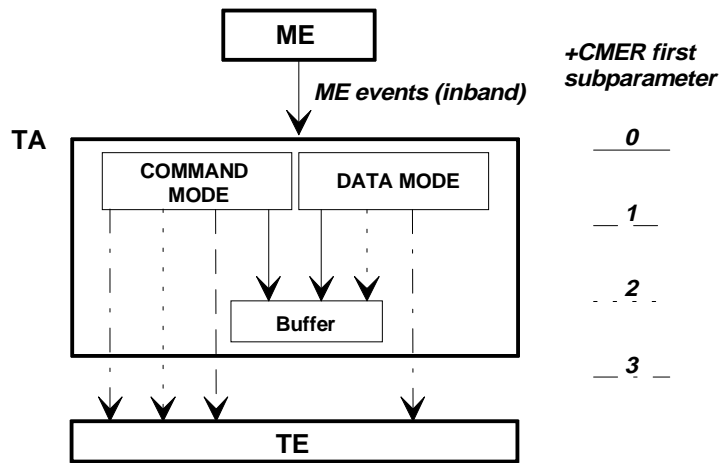 ME
+CMER first
subparameter
ME events (inband)
TA
0
COMMAND
MODE
DATA MODE
1
2
Buffer
3
TE